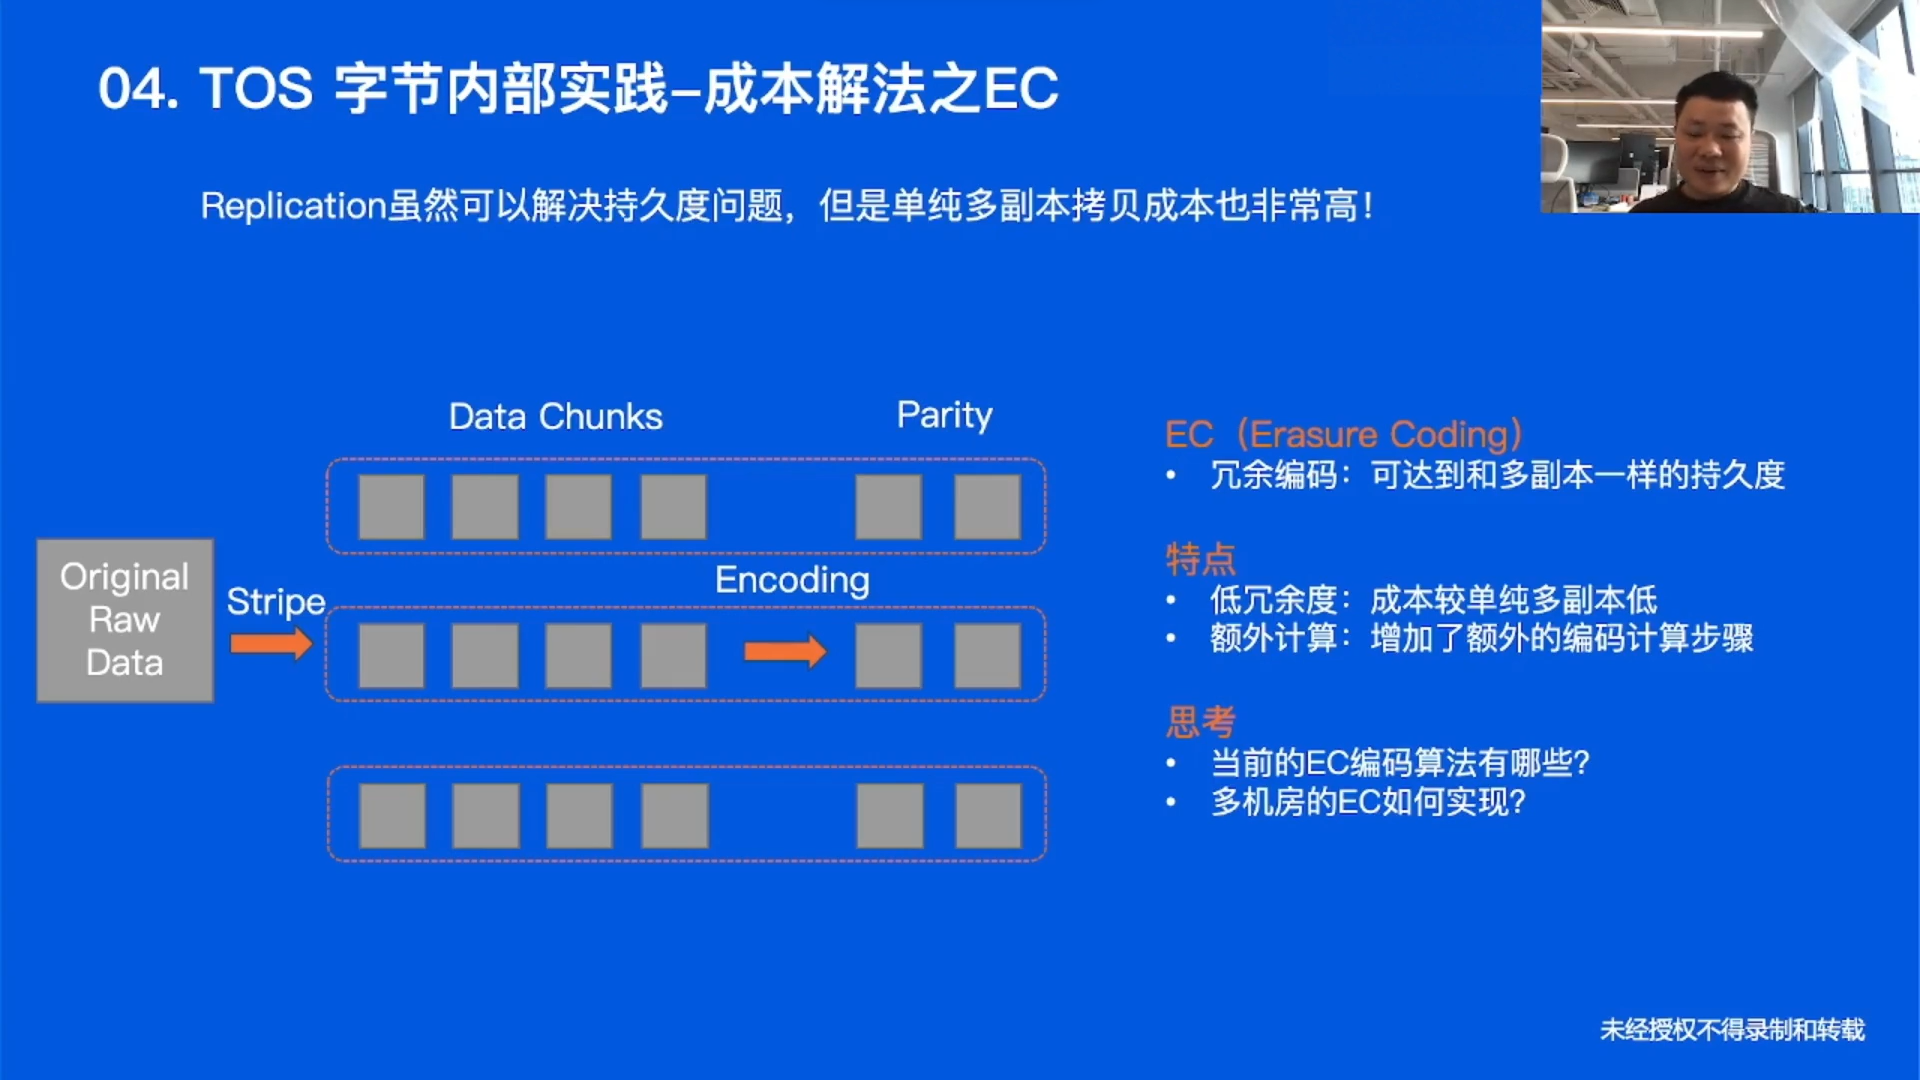 04. TOS 字节内部实践-成本解法之EC
Replication虽然可以解决持久度问题，但是单纯多副本拷贝成本也非常高！
Data Chunks
Parity
Original
Raw
Data
Stripe
Encoding
EC（Erasure Coding）
• 冗余编码：可达到和多副本一样的持久度
特点
• 低冗余度：成本较单纯多副本低
• 额外计算：增加了额外的编码计算步骤
思考
• 当前的EC编码算法有哪些？
• 多机房的EC如何实现？
未经授权不得录制和转载